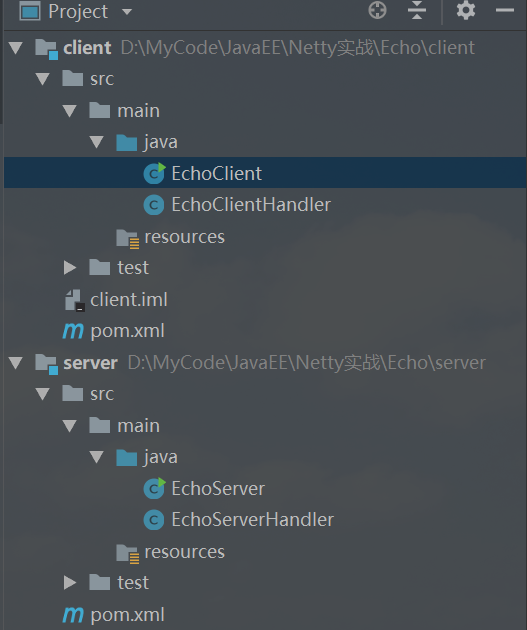 Project
client D:\MyCode\JavaEE\Netty实战\Echo\client
src
main
java
EchoClient
EchoClientHandler
resources
test
client.iml
pom.xml
server D:\MyCode\JavaEE\Netty实战\Echo\server
src
main
java
EchoServer
EchoServerHandler
resources
test
pom.xml